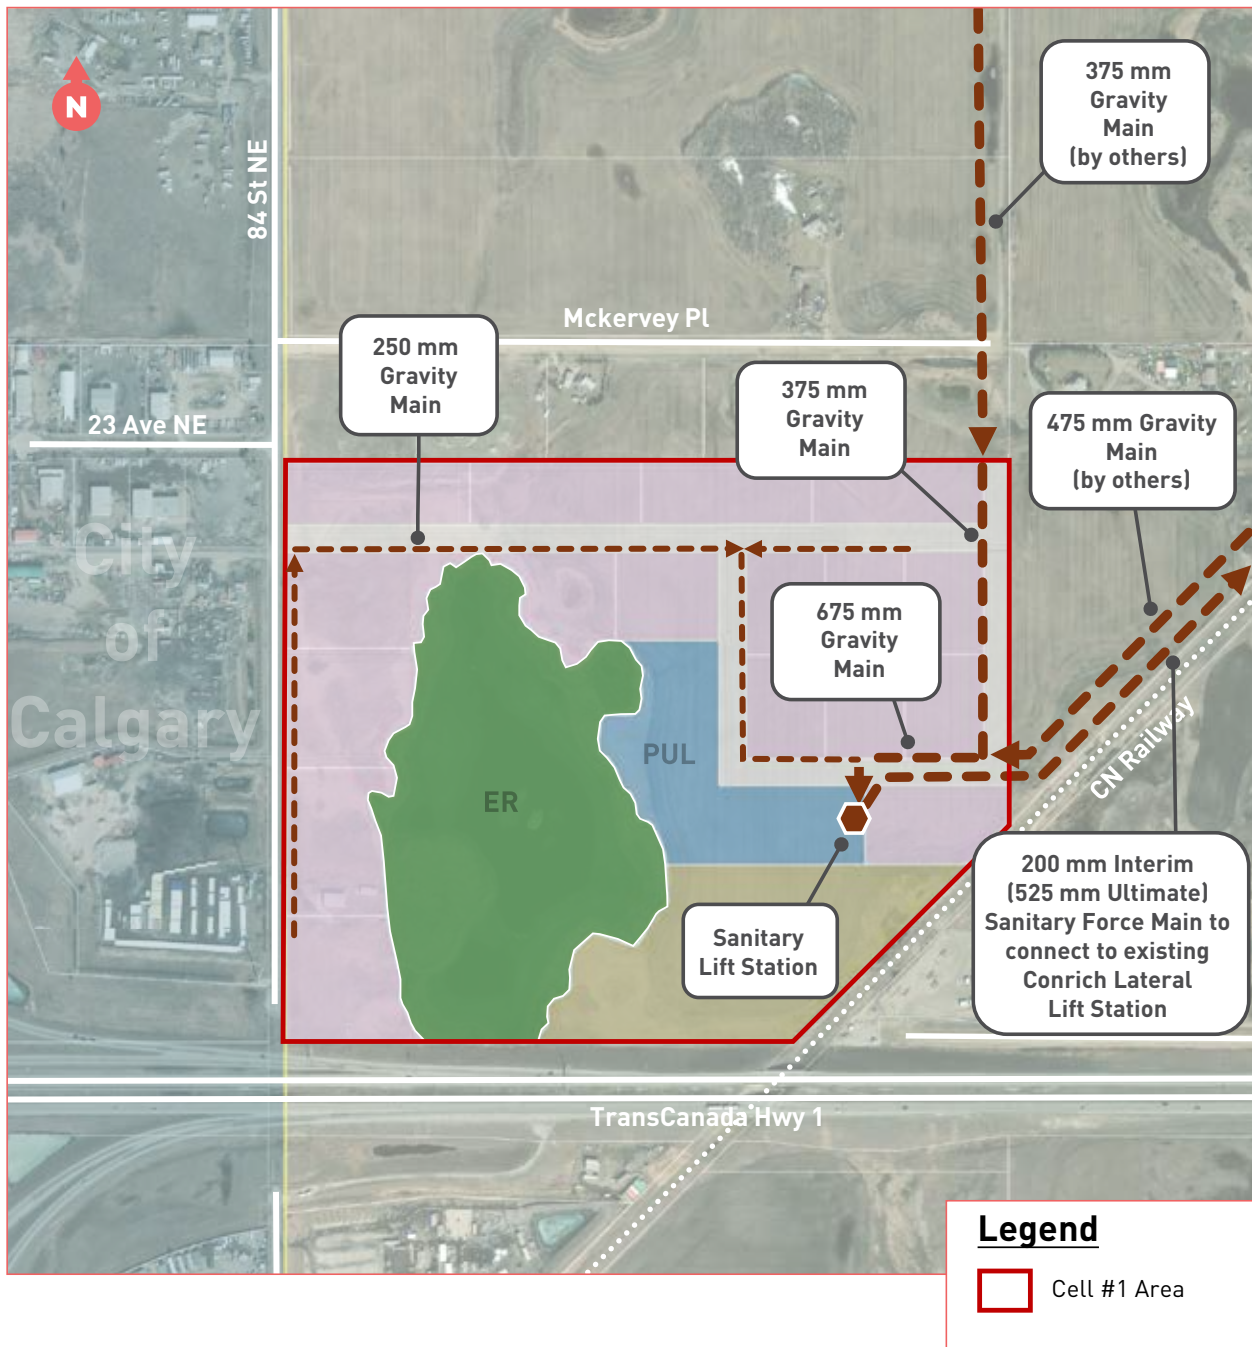 N
84 St NE
375 mm
Gravity
Main
(by others)
Mckervey Pl
250 mm
Gravity
Main
375 mm
Gravity
Main
23 Ave NE
475 mm Gravity
Main
(by others)
City
of
Calgary
675 mm
Gravity
Main
PUL
ER
CN Railway
Sanitary
Lift Station
200 mm Interim
(525 mm Ultimate)
Sanitary Force Main to
connect to existing
Conrich Lateral
Lift Station
TransCanada Hwy 1
Legend
Cell #1 Area